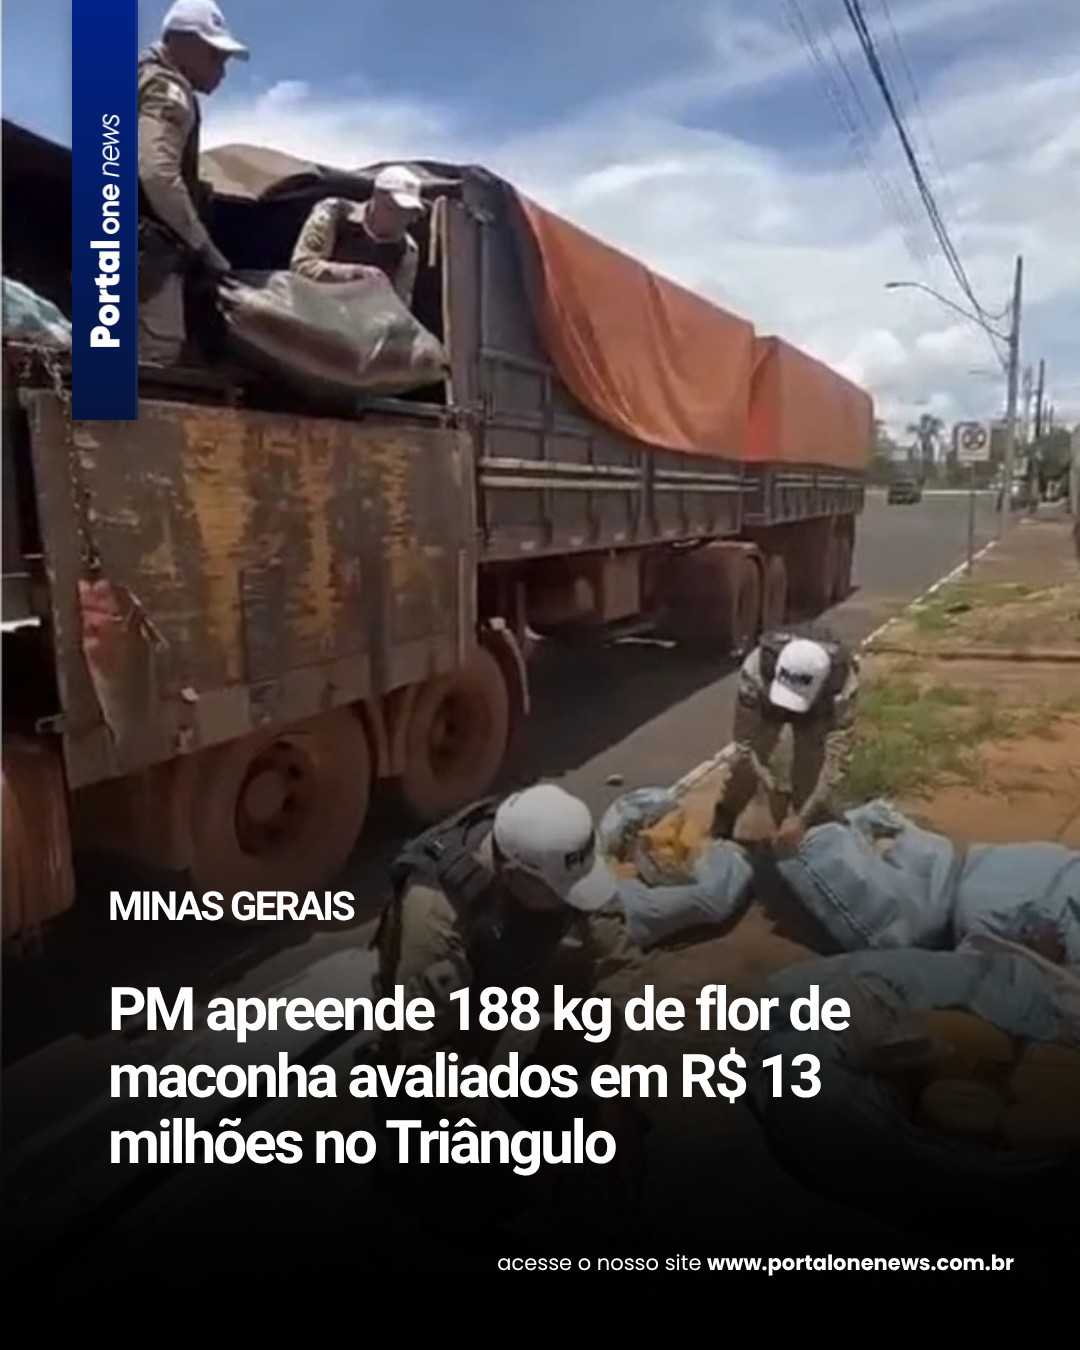 Portal one news
MINAS GERAIS
PM apreende 188 kg de flor de
maconha avaliados em R$ 13
milhões no Triângulo
acesse o nosso site www.portalonenews.com.br